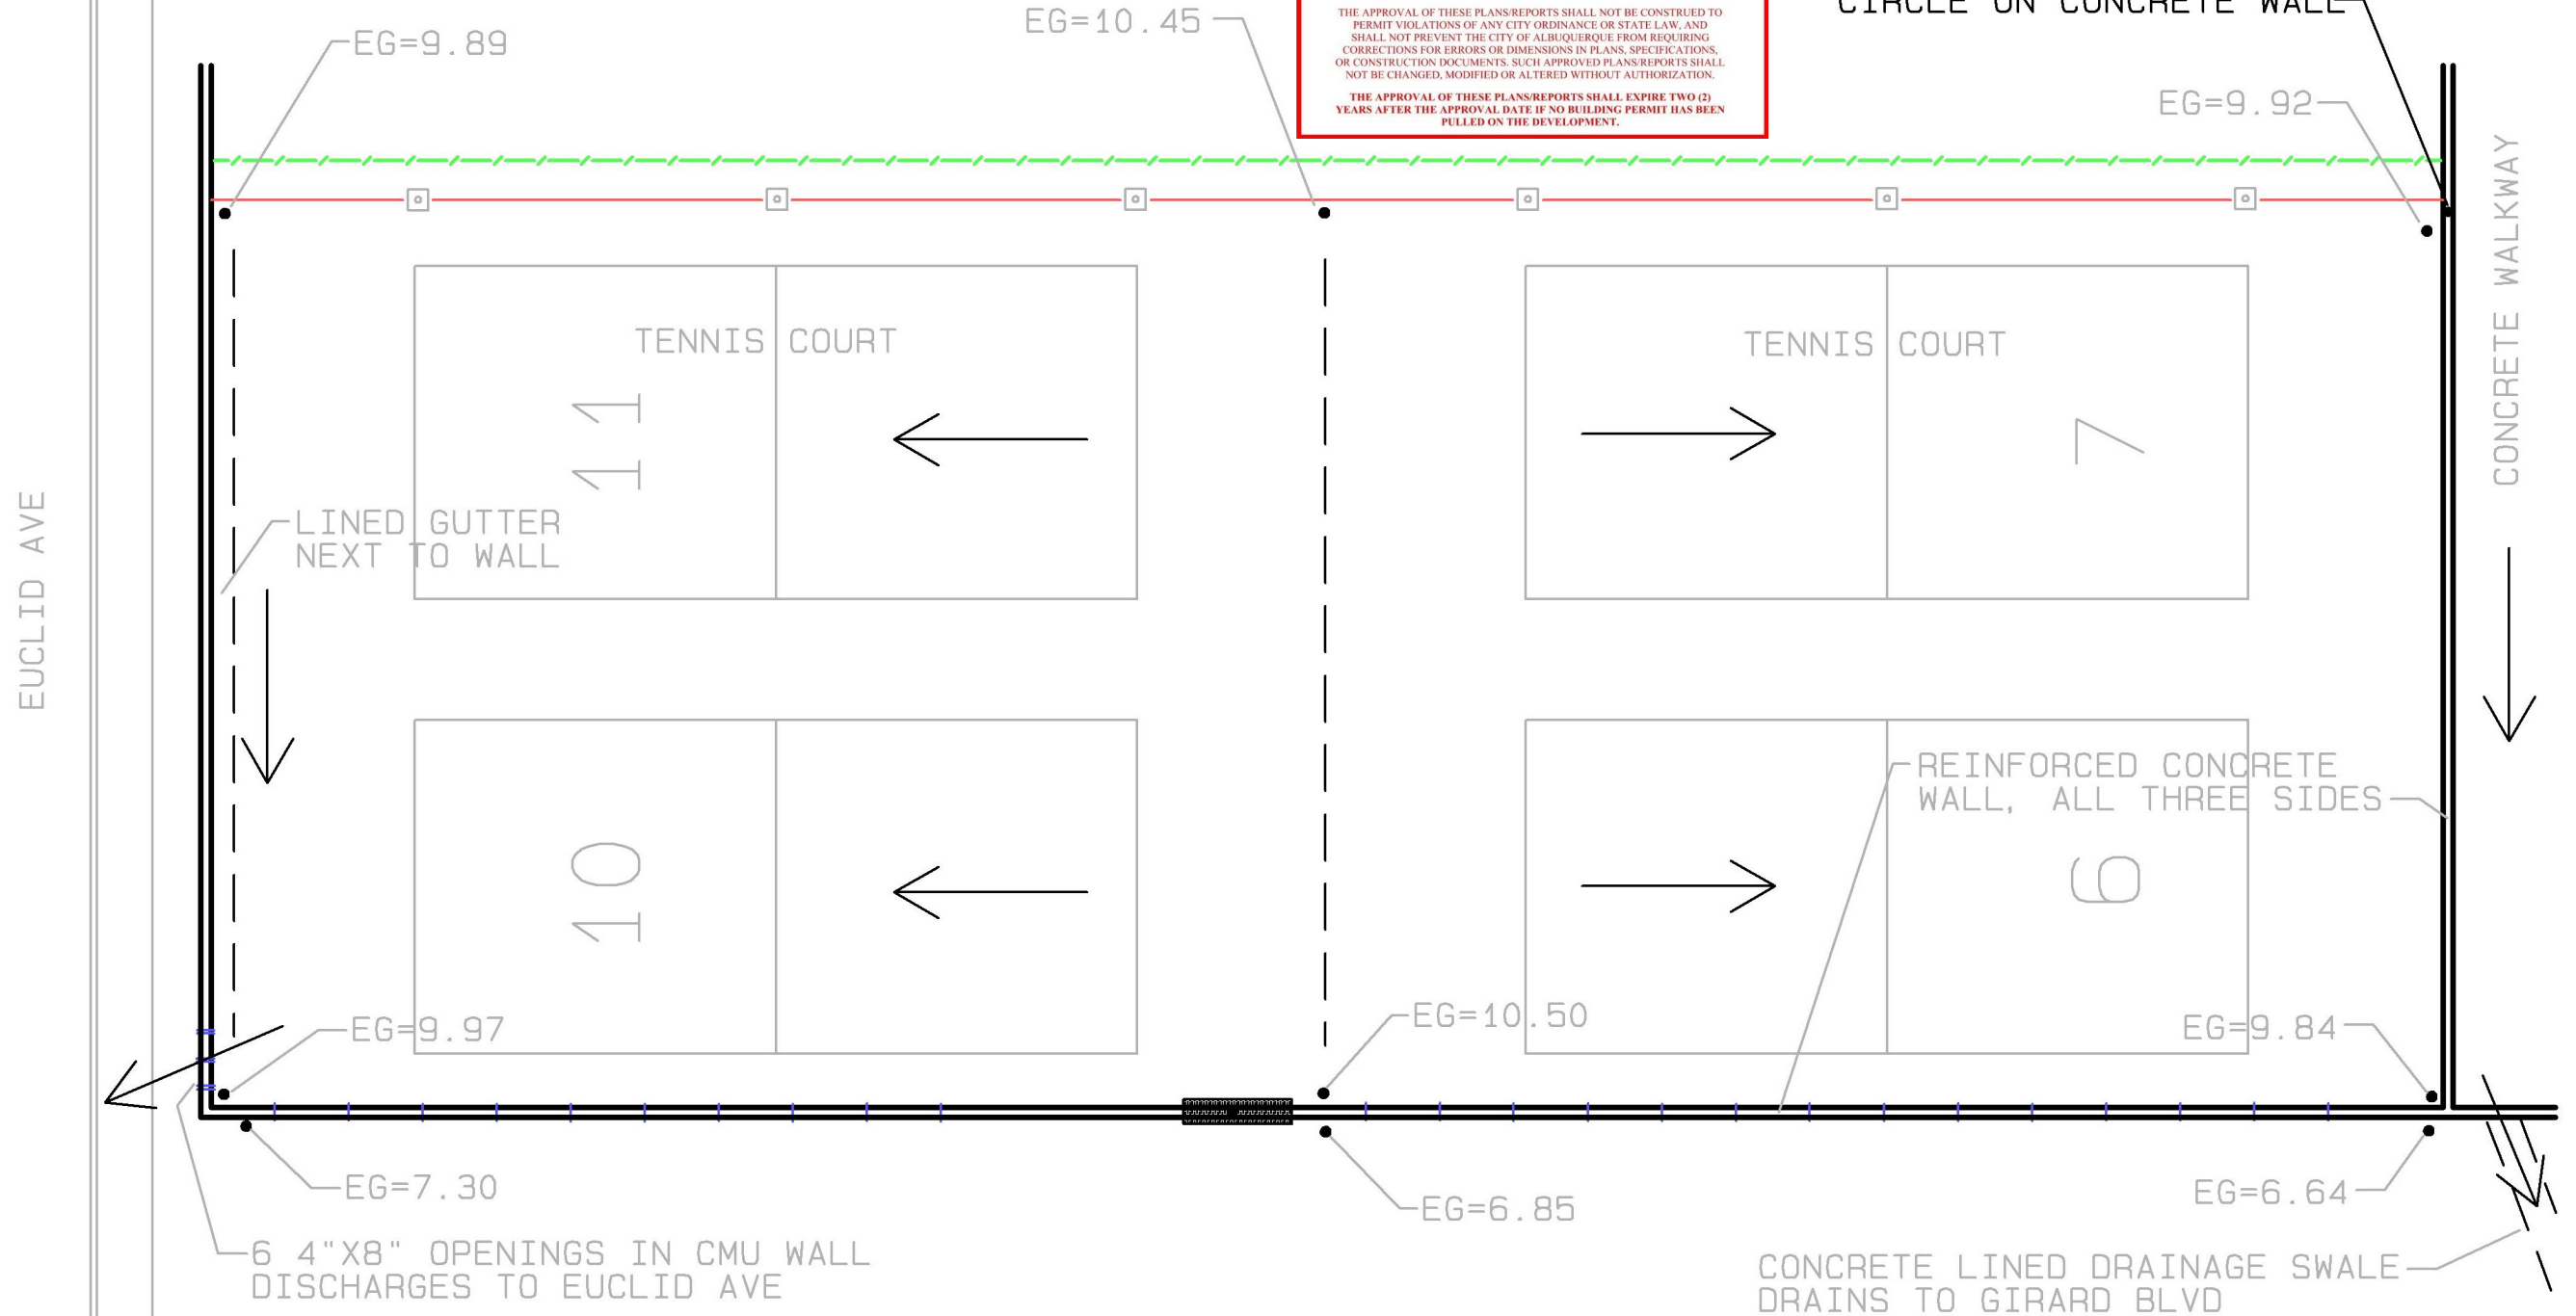 CIRCLE ON CONCRETE WALL
EG=10.45
THE APPROVAL OF THESE PLANS/REPORTS SHALL NOT BE CONSTRUED TO
PERMIT VIOLATIONS OF ANY CITY ORDINANCE OR STATE LAW, AND
SHALL NOT PREVENT THE CITY OF ALBUQUERQUE FROM REQUIRING
CORRECTIONS FOR ERRORS OR DIMENSIONS IN PLANS, SPECIFICATIONS,
OR CONSTRUCTION DOCUMENTS. SUCH APPROVED PLANS/REPORTS SHALL
NOT BE CHANGED, MODIFIED OR ALTERED WITHOUT AUTHORIZATION.
THE APPROVAL OF THESE PLANS/REPORTS SHALL EXPIRE TWO (2)
YEARS AFTER THE APPROVAL DATE IF NO BUILDING PERMIT HAS BEEN
PULLED ON THE DEVELOPMENT.
EG=9.89
EG=9.92
CONCRETE WALKWAY
TENNIS COURT
TENNIS COURT
11
7
EUCLID AVE
LINED GUTTER
NEXT TO WALL
REINFORCED CONCRETE
WALL, ALL THREE SIDES
10
6
EG=9.97
EG=10.50
EG=9.84
EG=7.30
EG=6.85
EG=6.64
6 4"X8" OPENINGS IN CMU WALL
DISCHARGES TO EUCLID AVE
CONCRETE LINED DRAINAGE SWALE
DRAINS TO GIRARD BLVD